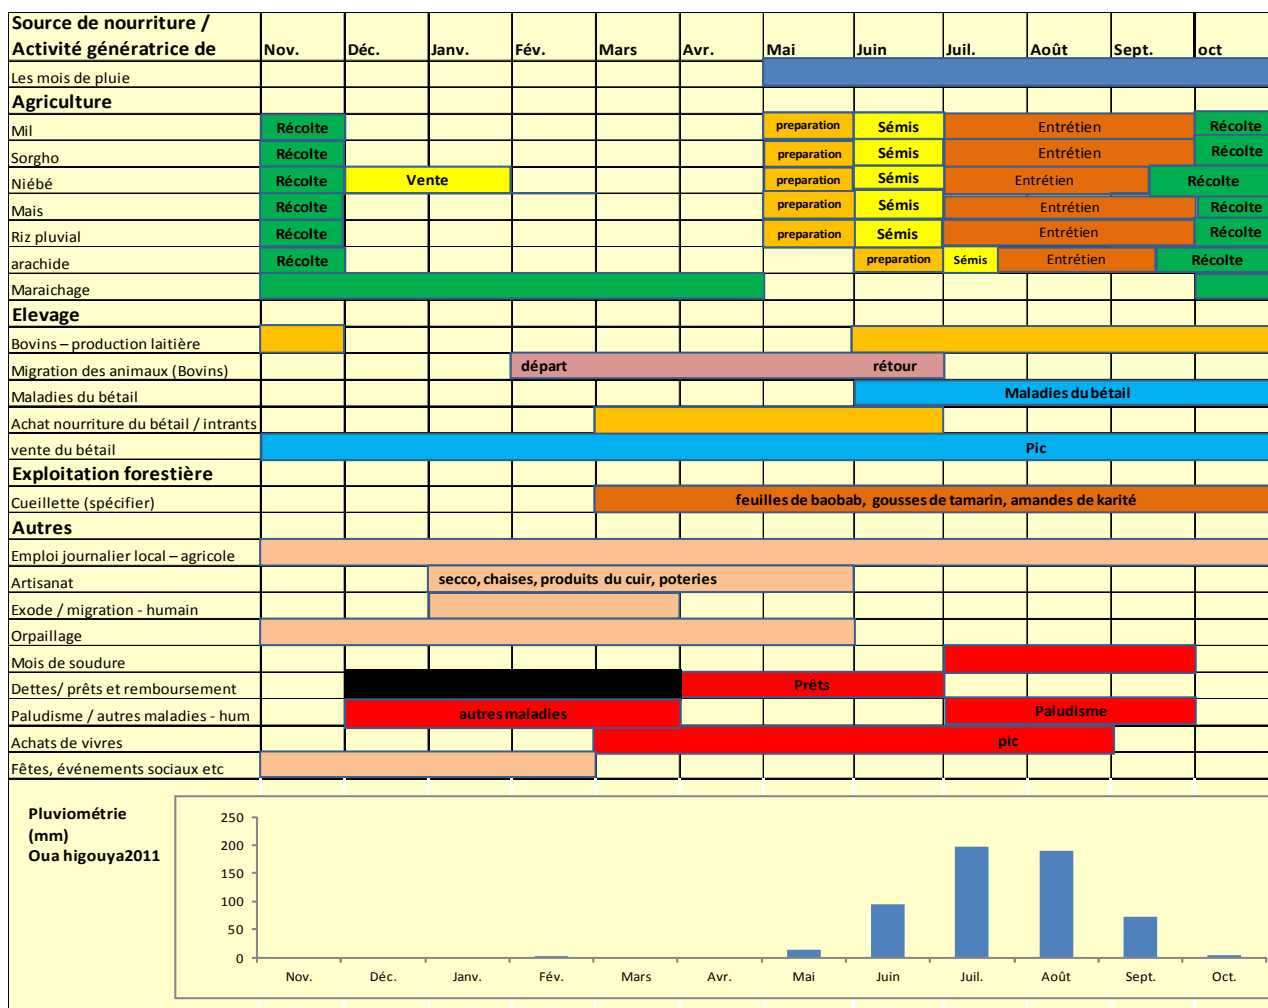 Source de nourriture /
Activité génératrice de Nov. Déc. Janv. Fév. Mars Avr. Mai Juin Juil. Août Sept. oct
Les mois de pluie
Agriculture
Mil Récolte preparation Sémis Entrétien Récolte
Sorgho Récolte preparation Sémis Entrétien Récolte
Niébé Récolte Vente preparation Sémis Entrétien Récolte
Mais Récolte preparation Sémis Entrétien Récolte
Riz pluvial Récolte preparation Sémis Entrétien Récolte
arachide Récolte preparation Sémis Entrétien Récolte
Maraichage
Elevage
Bovins – production laitière
Migration des animaux (Bovins) départ rétour
Maladies du bétail Maladies du bétail
Achat nourriture du bétail / intrants
vente du bétail Pic
Exploitation forestière
Cueillette (spécifier) feuilles de baobab, gousses de tamarin, amandes de karité
Autres
Emploi journalier local – agricole
Artisanat secco, chaises, produits du cuir, poteries
Exode / migration - humain
Orpaillage
Mois de soudure
Dettes/ prêts et remboursement Prêts
Paludisme / autres maladies - hum autres maladies Paludisme
Achats de vivres pic
Fêtes, événements sociaux etc
Pluviométrie
(mm)
Oua higouya2011
250
200
150
100
50
0
Nov. Déc. Janv. Fév. Mars Avr. Mai Juin Juil. Août Sept. Oct.